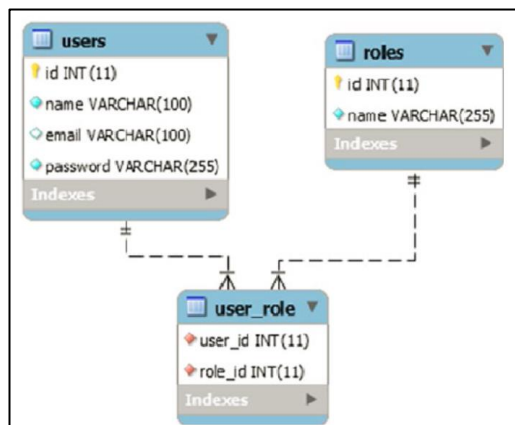 users
id INT(11)
name VARCHAR(100)
email VARCHAR(100)
password VARCHAR(255)
Indexes
roles
id INT(11)
name VARCHAR(255)
Indexes
user_role
user_id INT(11)
role_id INT(11)
Indexes